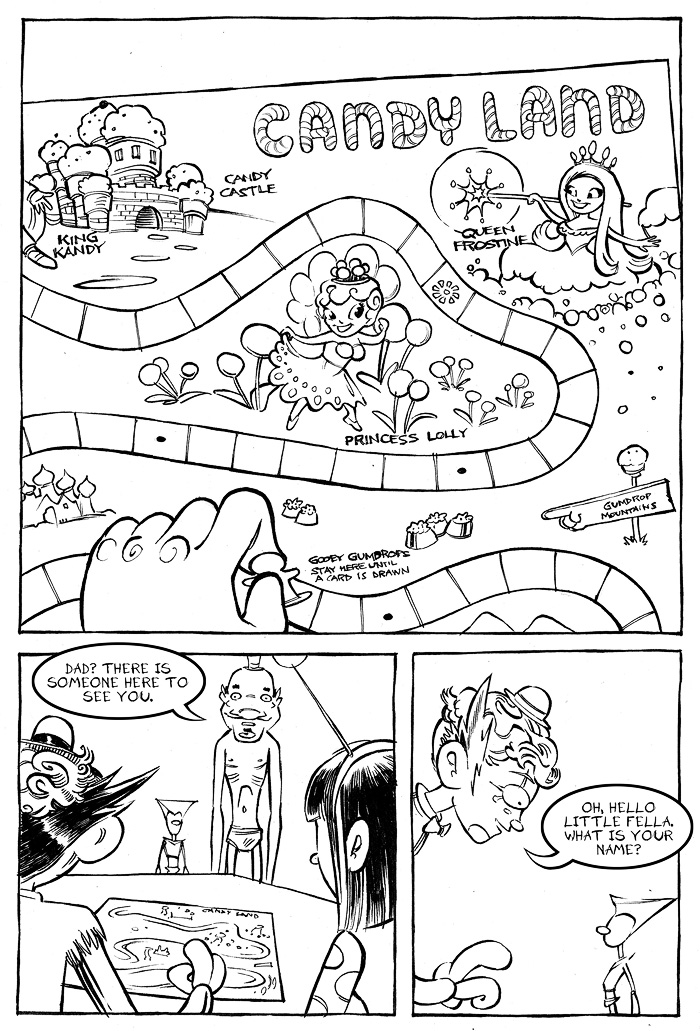 CANDY LAND
CANDY
CASTLE
KING
KANDY
QUEEN
FROSTINE
PRINCESS LOLLY
GUMDROP
MOUNTAINS
GOOEY GUMDROPS
STAY HERE UNTIL
A CARD IS DRAWN
DAD? THERE IS
SOMEONE HERE TO
SEE YOU.
CANDY LAND
OH, HELLO
LITTLE FELLA.
WHAT IS YOUR
NAME?